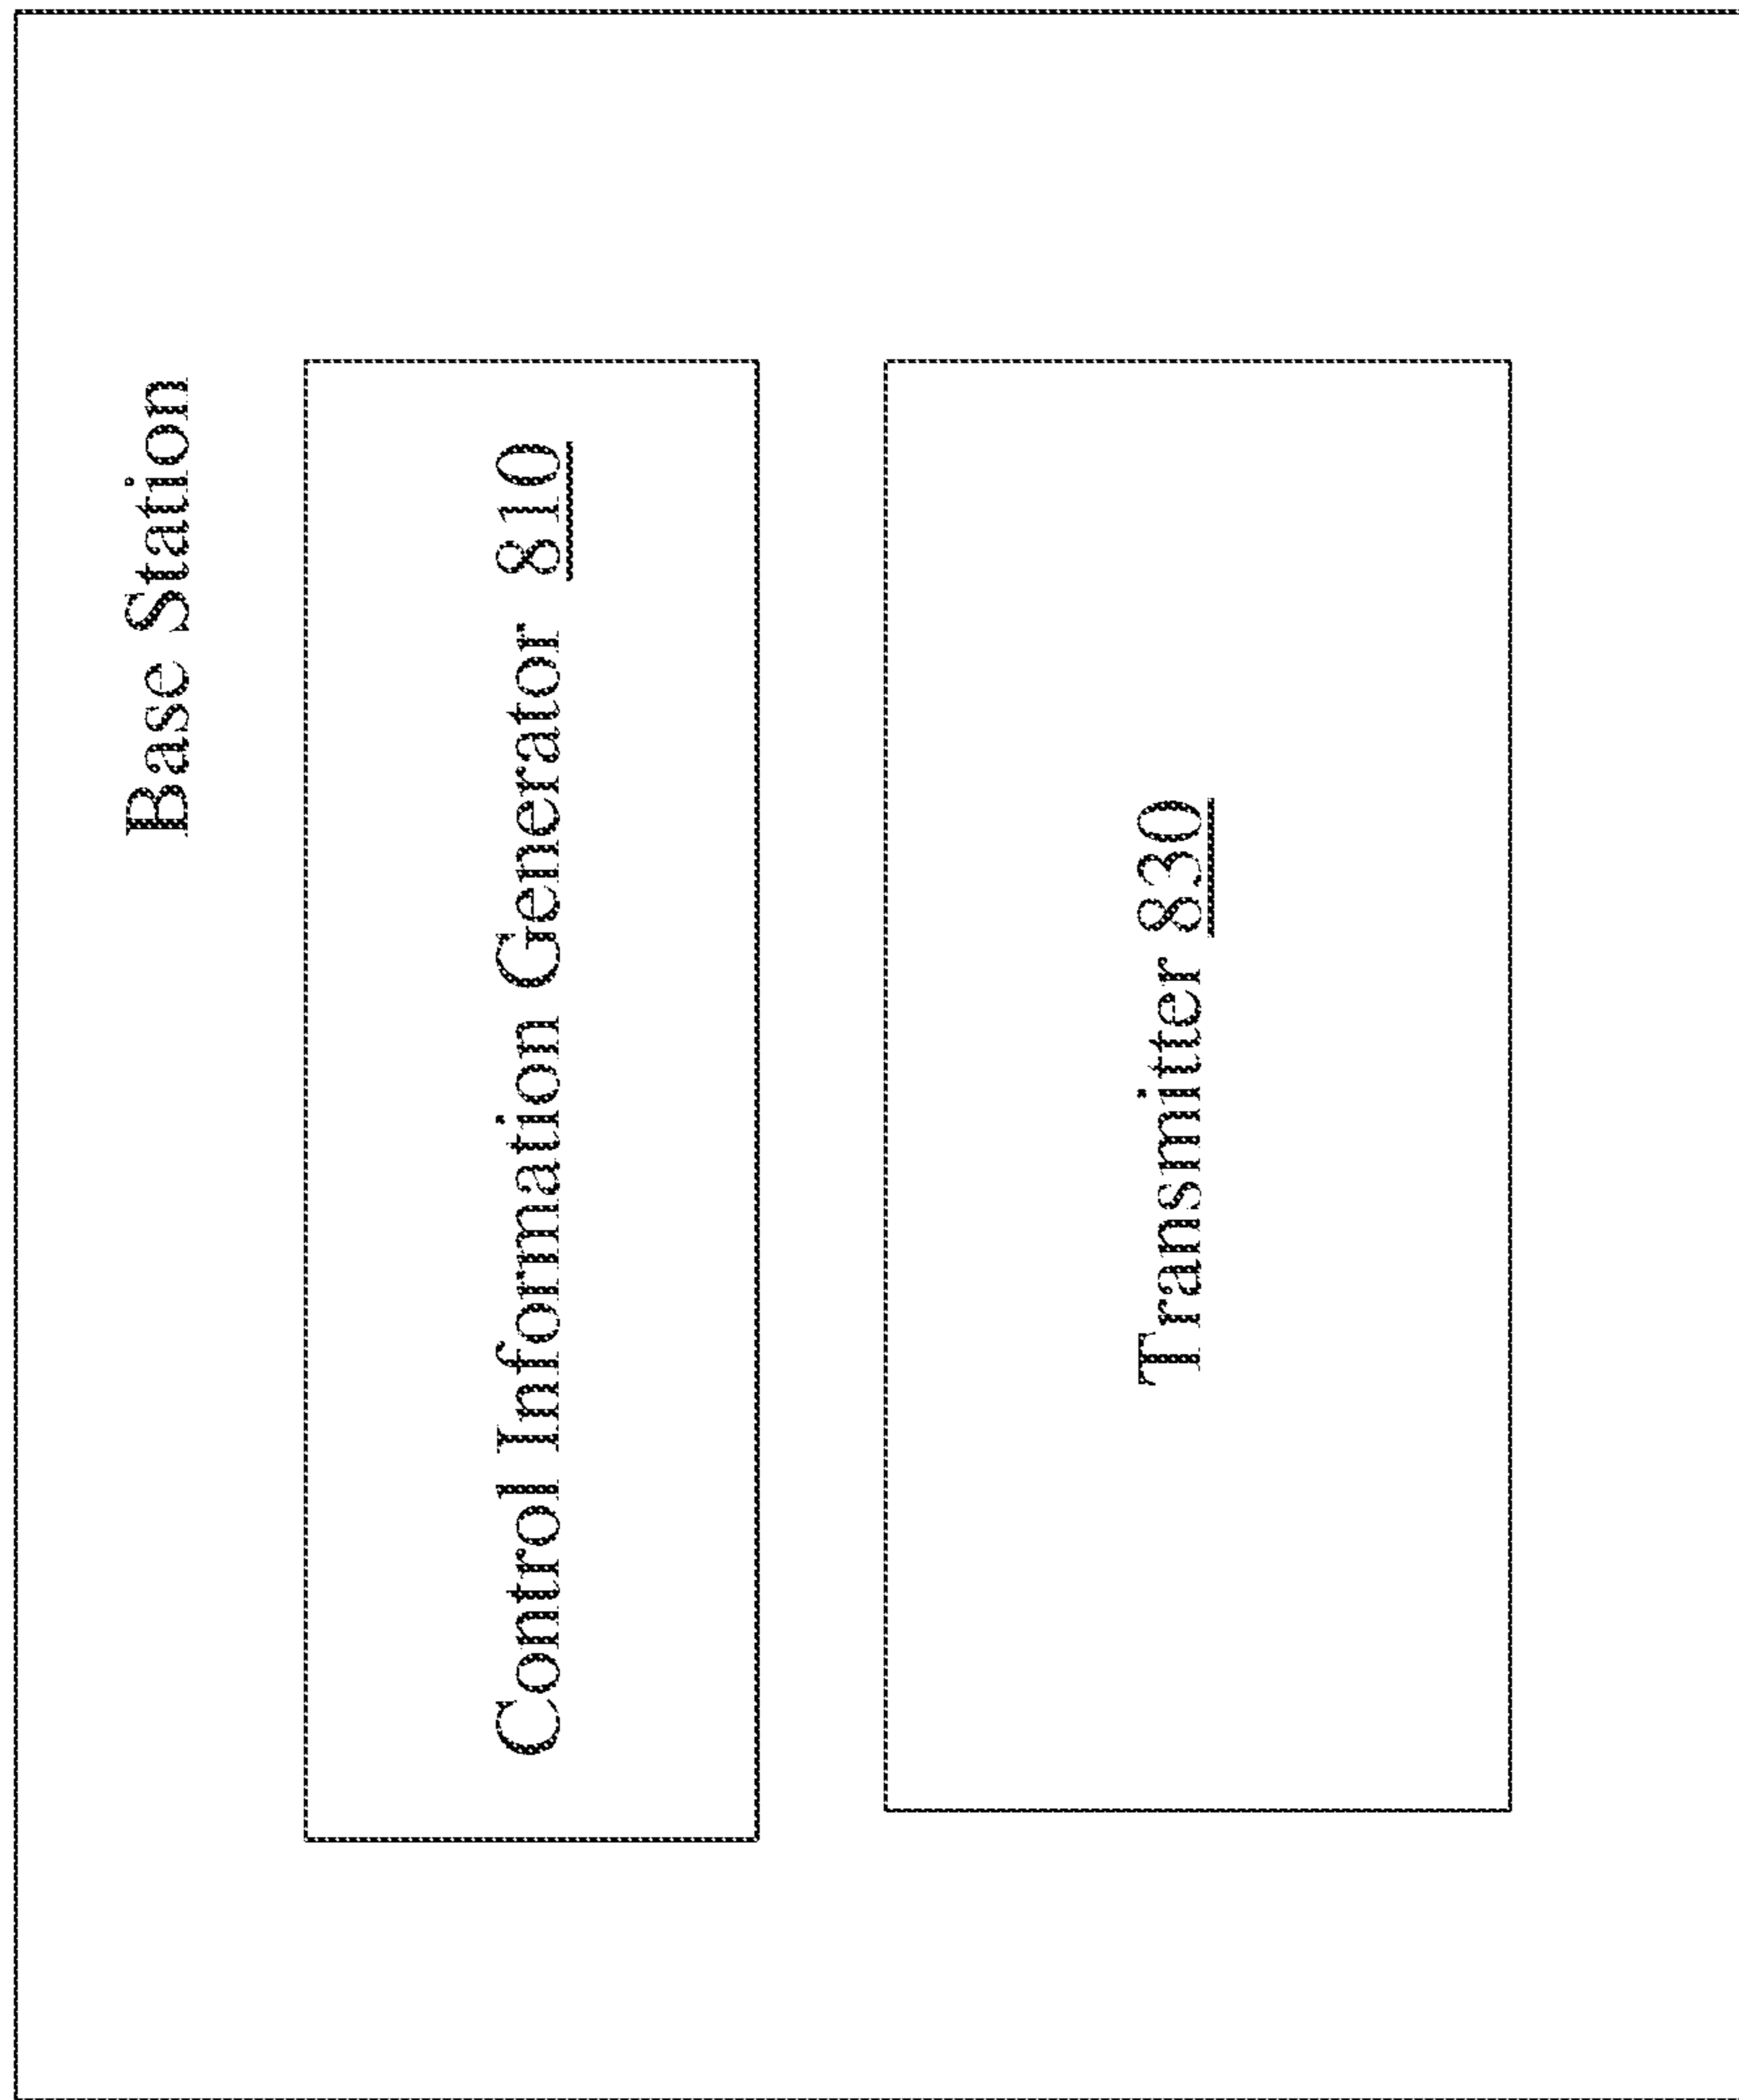 Base Station
Control Information Generator 810
Transmitter 830